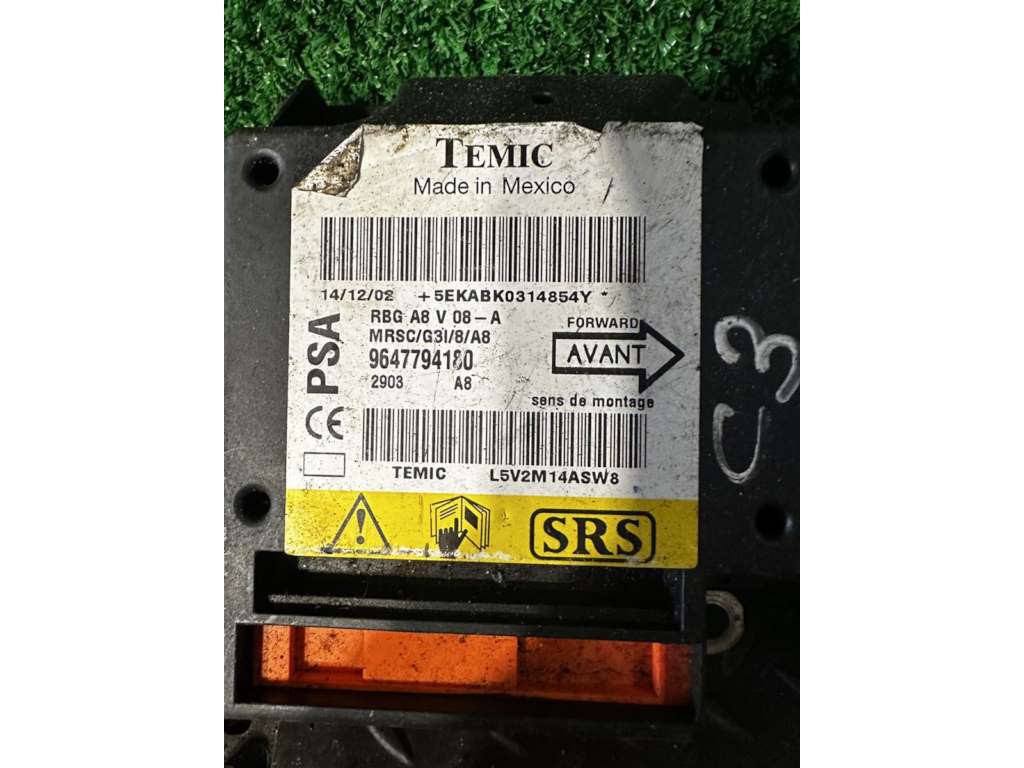 TEMIC
Made in Mexico
14/12/02 +5EKABK0314854Y *
RBG A8 V 08-A
MRSC/G3I/8/A8
9647794180
2903 A8
PSA
CE
FORWARD
AVANT
sens de montage
TEMIC L5V2M14ASW8
SRS
C3